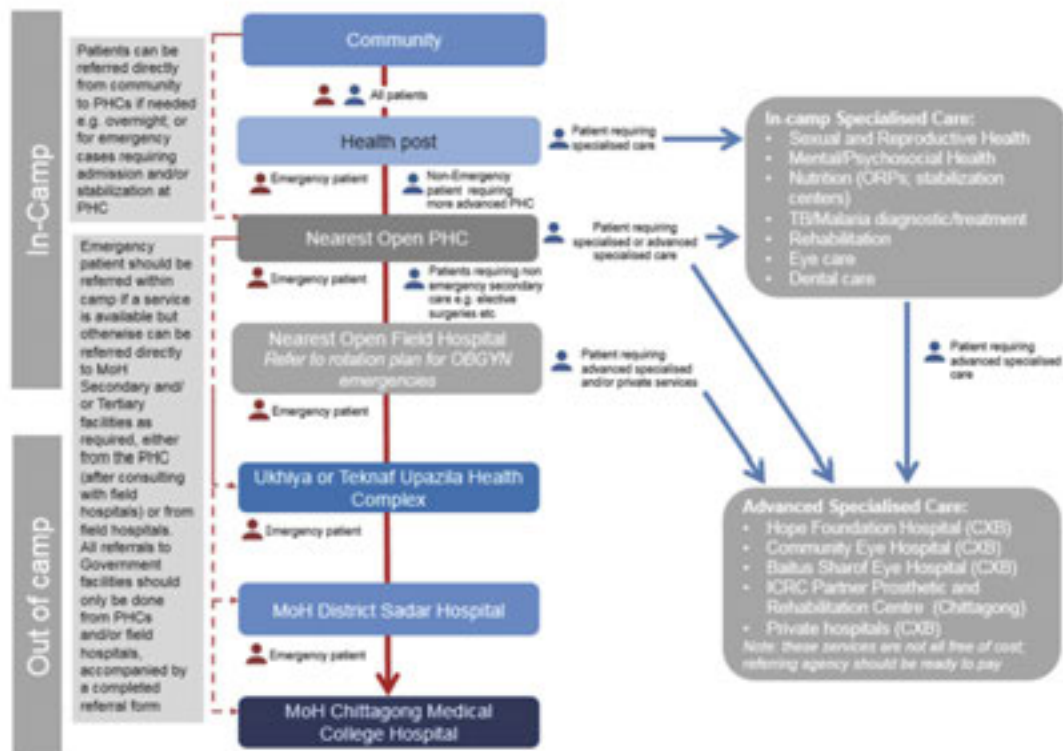 In-Camp
Out of camp
Patients can be
referred directly
from community
to PHCs if needed
e.g. overnight, or
for emergency
cases requiring
admission and/or
stabilization at
PHC
Emergency
patient should be
referred within
camp if a service
is available but
otherwise can be
referred directly
to MoH
Secondary and/
or Tertiary
facilities as
required, either
from the PHC
(after consulting
with field
hospitals) or from
field hospitals.
All referrals to
Government
facilities should
only be done
from PHCs
and/or field
hospitals,
accompanied by
a completed
referral form
Community
All patients
Health post
Emergency patient
Non-Emergency
patient requiring
more advanced PHC
Nearest Open PHC
Emergency patient
Patients requiring non
emergency secondary
care e.g. elective
surgeries etc
Nearest Open Field Hospital
Refer to rotation plan for OBGYN
emergencies
Emergency patient
Ukhiya or Teknaf Upazila Health
Complex
Emergency patient
MoH District Sadar Hospital
Emergency patient
MoH Chittagong Medical
College Hospital
Patient requiring
specialised care
Patient requiring
specialised or advanced
specialised care
Patient requiring
advanced specialised
and/or private services
In-camp Specialised Care:
• Sexual and Reproductive Health
• Mental/Psychosocial Health
• Nutrition (ORPs; stabilization
centers)
• TB/Malaria diagnostic/treatment
• Rehabilitation
• Eye care
• Dental care
Patient requiring
advanced specialised
care
Advanced Specialised Care:
• Hope Foundation Hospital (CXB)
• Community Eye Hospital (CXB)
• Baitus Sharof Eye Hospital (CXB)
• ICRC Partner Prosthetic and
Rehabilitation Centre (Chittagong)
• Private hospitals (CXB)
Note: these services are not all free of cost;
referring agency should be ready to pay